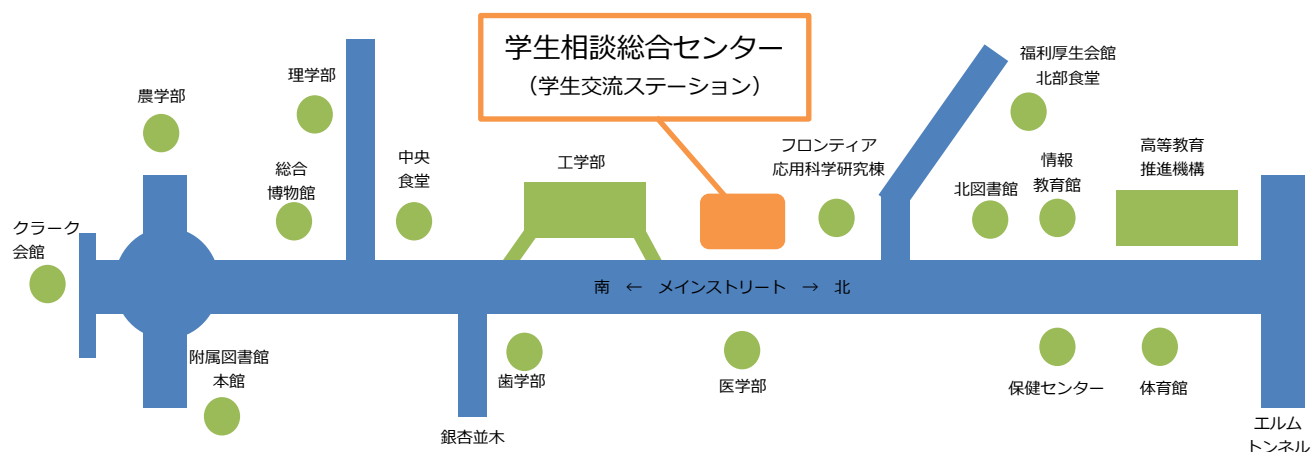 学生相談総合センター
（学生交流ステーション）
農学部
理学部
総合
博物館
中央
食堂
工学部
フロンティア
応用科学研究棟
福利厚生会館
北部食堂
北図書館
情報
教育館
高等教育
推進機構
クラーク
会館
南 ← メインストリート → 北
附属図書館
本館
銀杏並木
歯学部
医学部
保健センター
体育館
エルム
トンネル